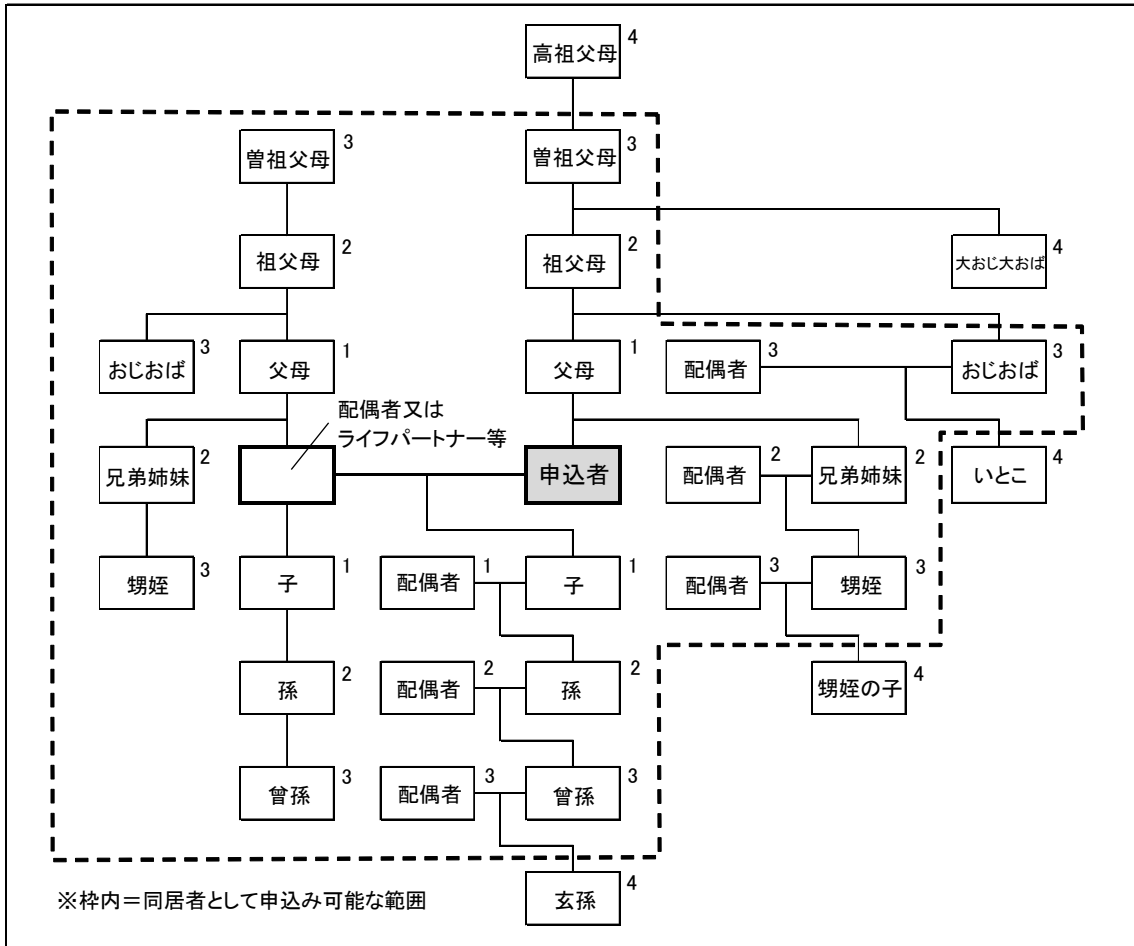 高祖父母 4
曽祖父母 3
曽祖父母 3
祖父母 2
祖父母 2
大おじ大おば 4
おじおば 3
父母 1
父母 1
配偶者 3
おじおば 3
配偶者又は
ライフパートナー等
兄弟姉妹 2
申込者
配偶者 2
兄弟姉妹 2
いとこ 4
甥姪 3
子 1
配偶者 1
子 1
配偶者 3
甥姪 3
孫 2
配偶者 2
孫 2
甥姪の子 4
曾孫 3
配偶者 3
曾孫 3
玄孫 4
※枠内＝同居者として申込み可能な範囲